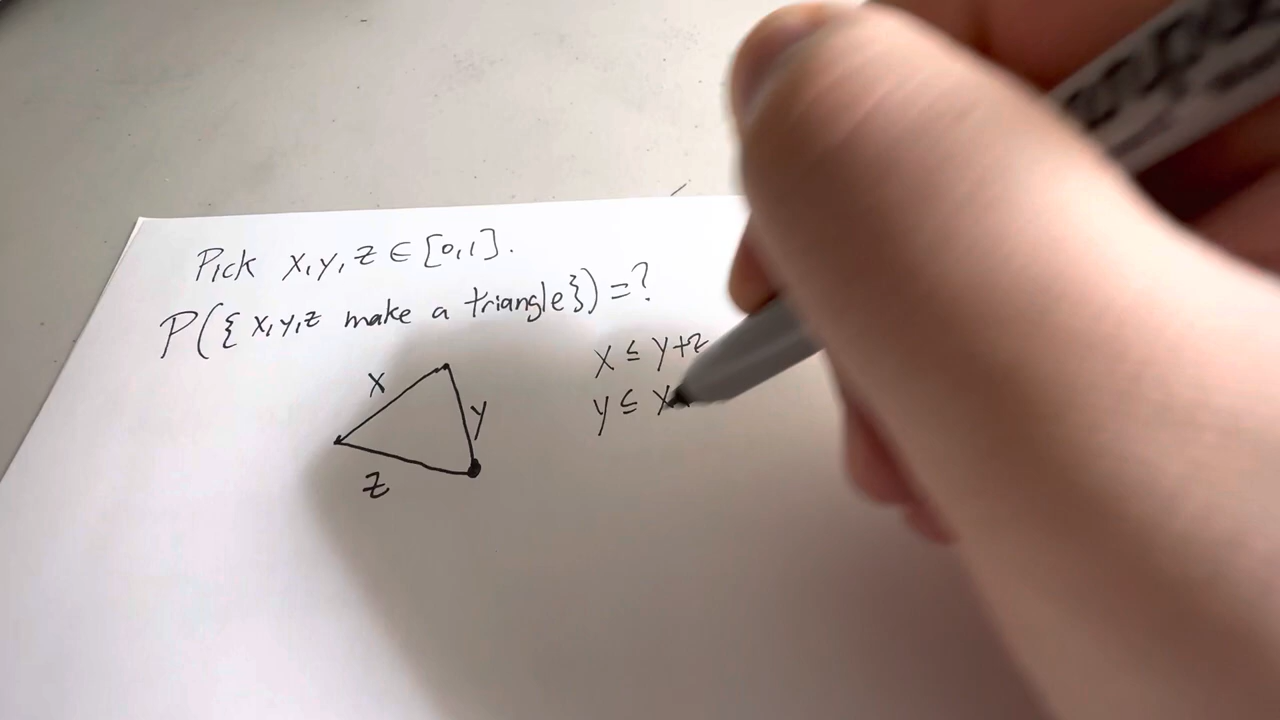 Pick x, y, z ∈ [0,1].
P({x,y,z make a triangle}) = ?
x ≤ y+z
x
y ≤ x
y
z